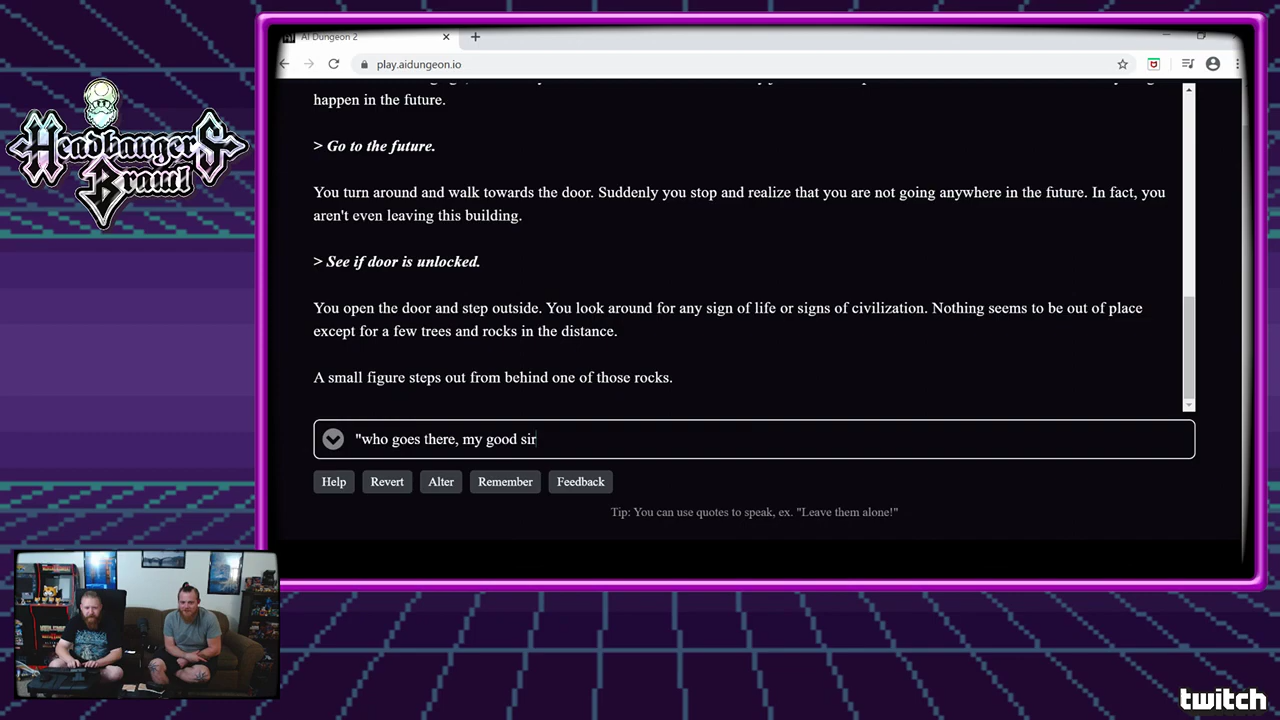 HeadbangerS
Brawl
AI Dungeon 2
play.aidungeon.io
happen in the future.
> Go to the future.
You turn around and walk towards the door. Suddenly you stop and realize that you are not going anywhere in the future. In fact, you
aren't even leaving this building.
> See if door is unlocked.
You open the door and step outside. You look around for any sign of life or signs of civilization. Nothing seems to be out of place
except for a few trees and rocks in the distance.
A small figure steps out from behind one of those rocks.
"who goes there, my good sir
Help
Revert
Alter
Remember
Feedback
Tip: You can use quotes to speak, ex. "Leave them alone!"
twitch